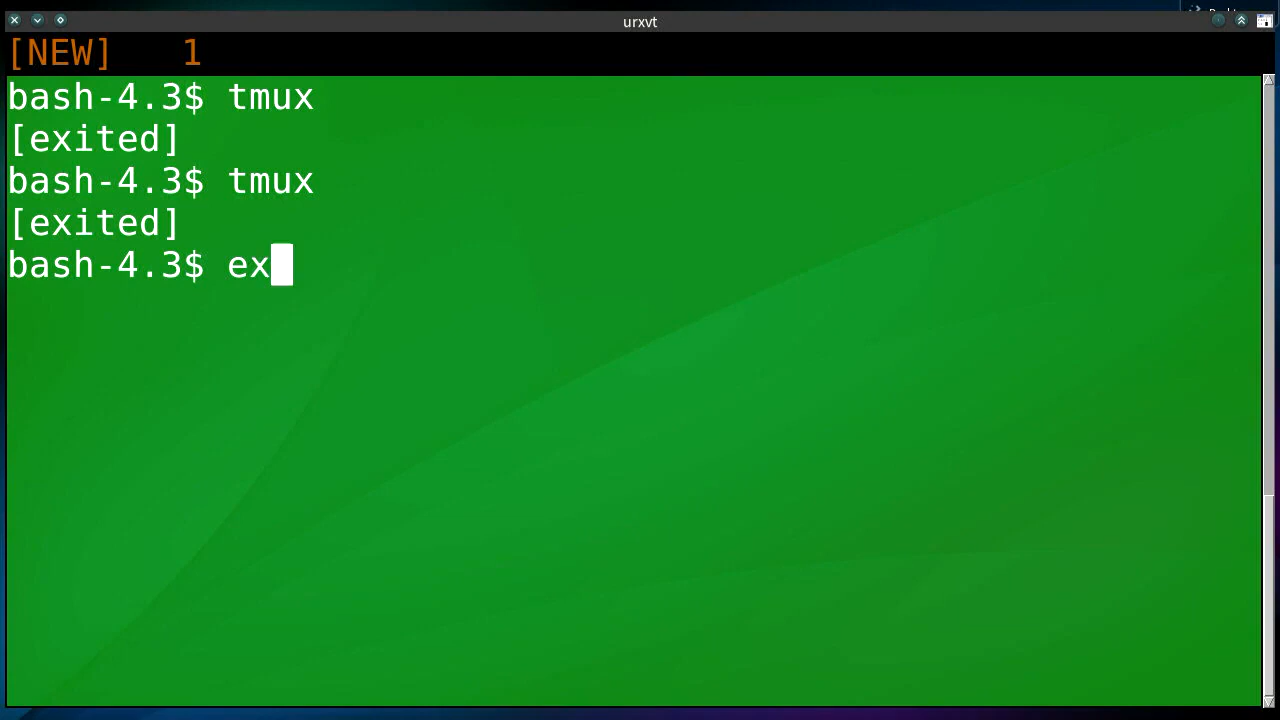 urxvt
[NEW]   1
bash-4.3$ tmux
[exited]
bash-4.3$ tmux
[exited]
bash-4.3$ ex